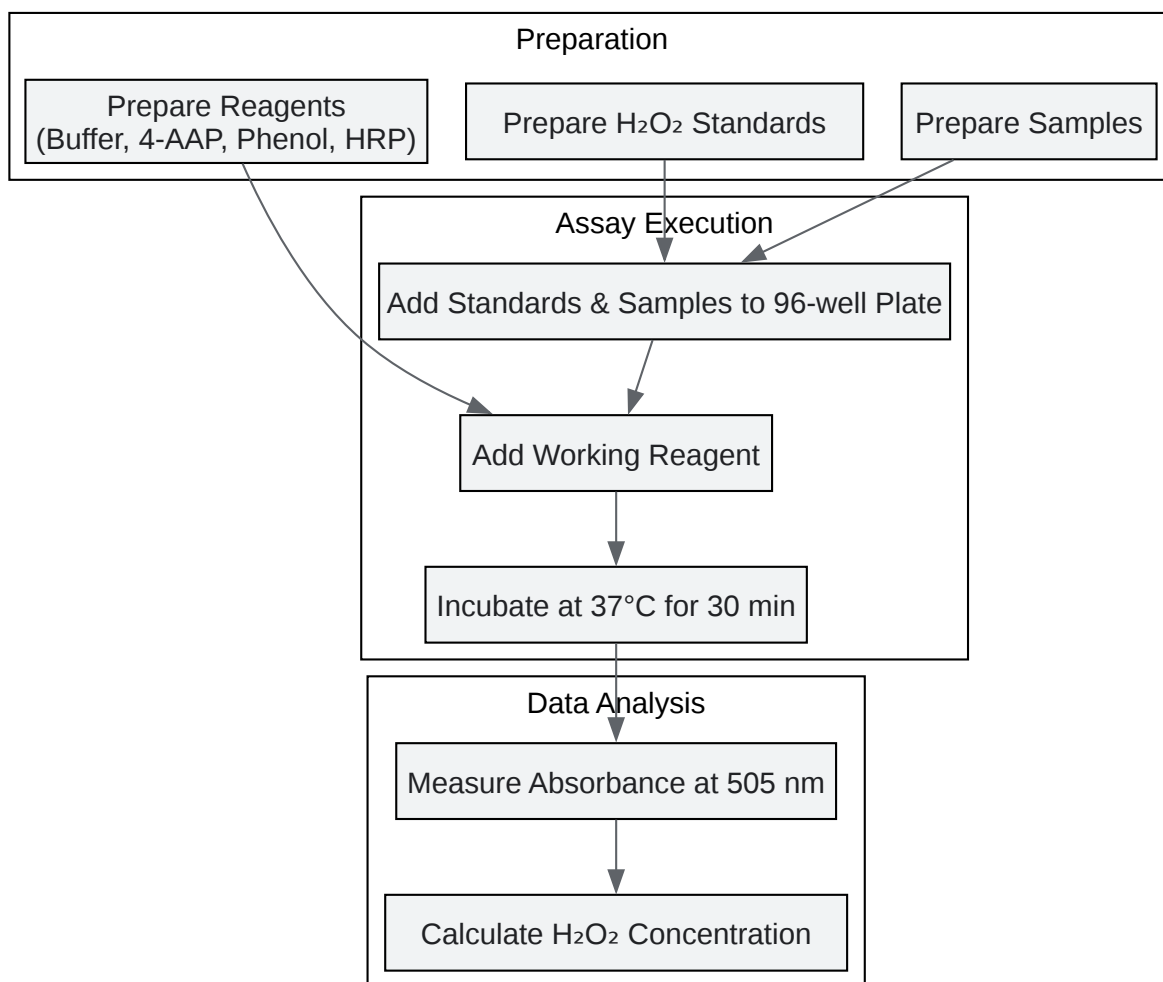 Preparation
Prepare Reagents
(Buffer, 4-AAP, Phenol, HRP)
Prepare H₂O₂ Standards
Prepare Samples
Assay Execution
Add Standards & Samples to 96-well Plate
Add Working Reagent
Incubate at 37°C for 30 min
Data Analysis
Measure Absorbance at 505 nm
Calculate H₂O₂ Concentration